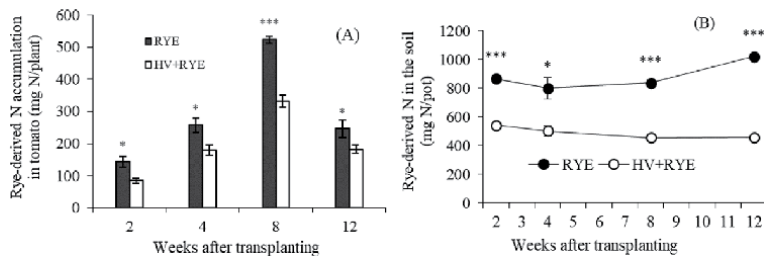 Rye-derived N accumulation
in tomato (mg N/plant)
600
500
400
300
200
100
0
RYE
HV+RYE
(A)
*
*
***
*
2 4 8 12
Weeks after transplanting
Rye-derived N in the soil
(mg N/pot)
1200
1000
800
600
400
200
0
(B)
***
*
***
***
RYE HV+RYE
2 3 4 5 6 7 8 9 10 11 12
Weeks after transplanting